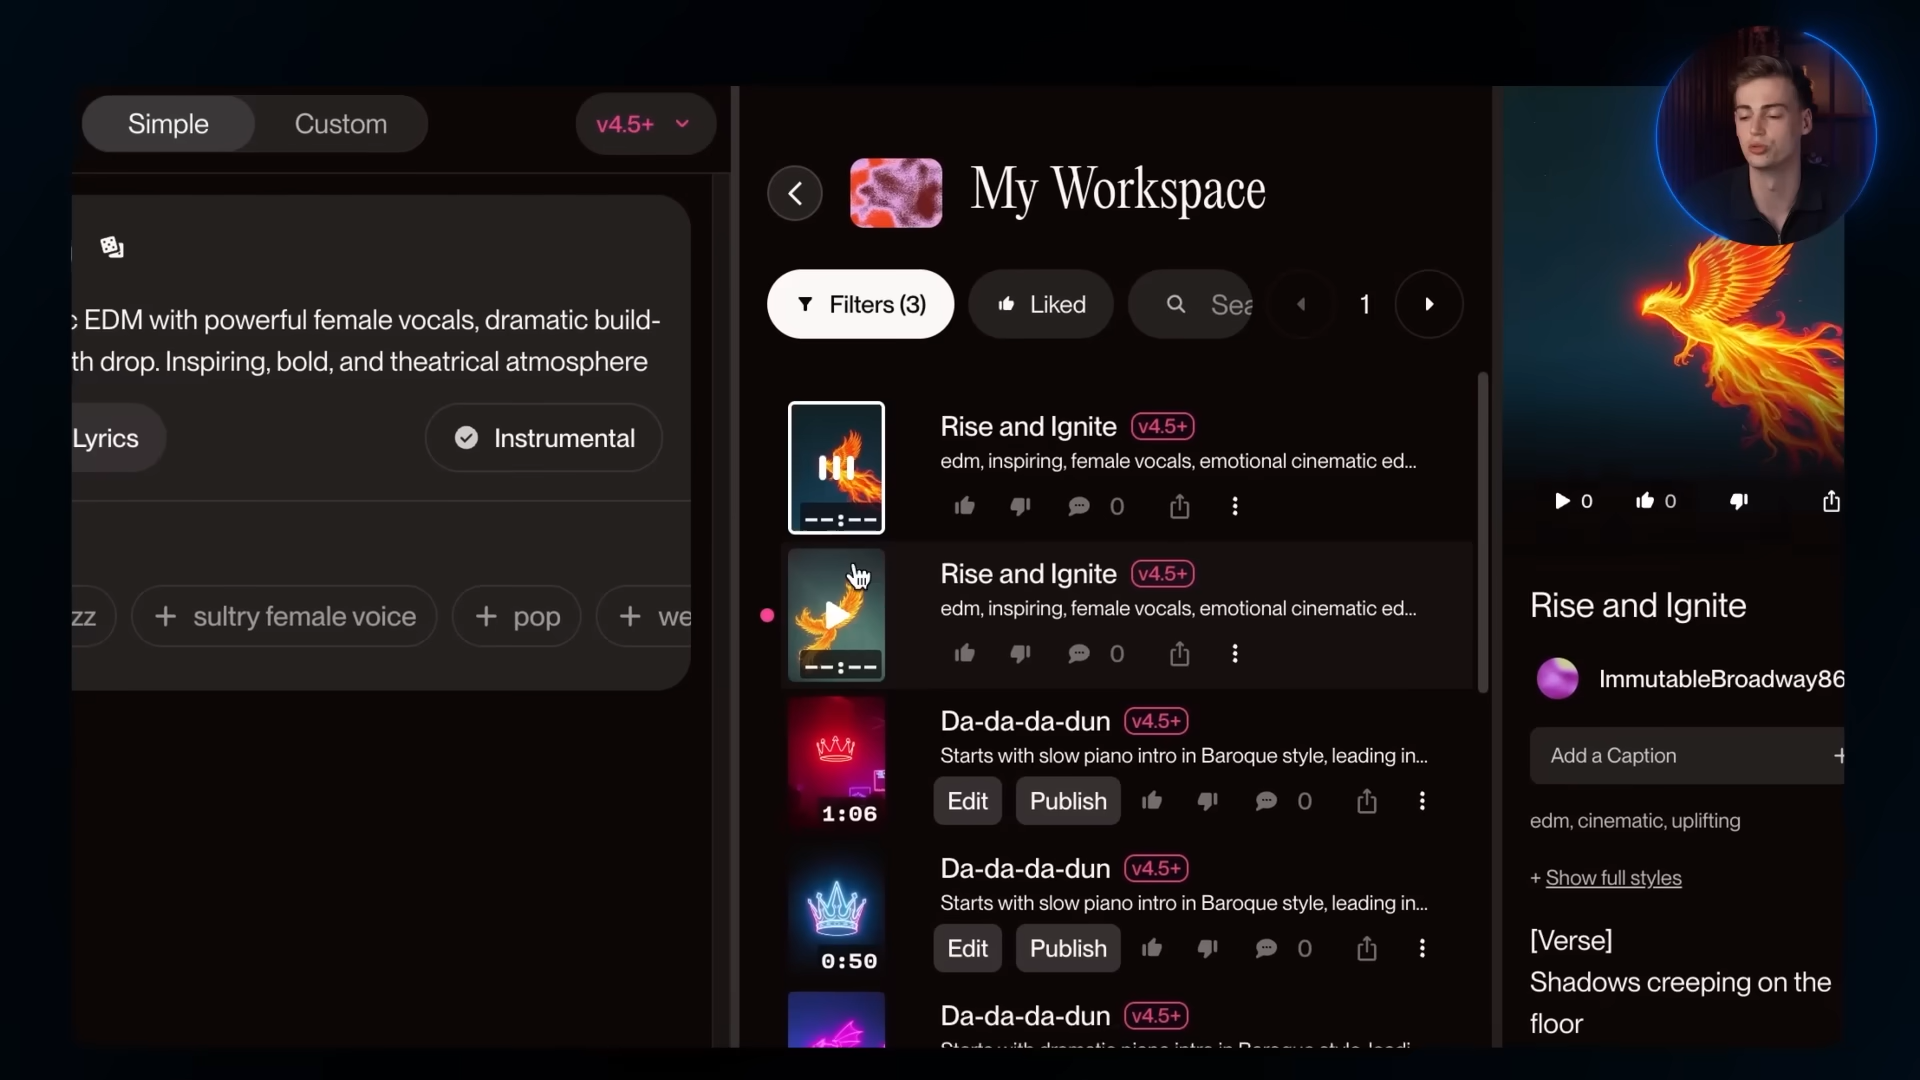 Simple
Custom
v4.5+
EDM with powerful female vocals, dramatic build-
th drop. Inspiring, bold, and theatrical atmosphere
Lyrics
Instrumental
zz
+ sultry female voice
+ pop
+ we
My Workspace
Filters (3)
Liked
Sea
1
Rise and Ignite v4.5+
edm, inspiring, female vocals, emotional cinematic ed...
0
--:--
Rise and Ignite v4.5+
edm, inspiring, female vocals, emotional cinematic ed...
0
--:--
Da-da-da-dun v4.5+
Starts with slow piano intro in Baroque style, leading in...
Edit
Publish
0
1:06
Da-da-da-dun v4.5+
Starts with slow piano intro in Baroque style, leading in...
Edit
Publish
0
0:50
Da-da-da-dun v4.5+
0
0
Rise and Ignite
ImmutableBroadway86
Add a Caption +
edm, cinematic, uplifting
+ Show full styles
[Verse]
Shadows creeping on the
floor